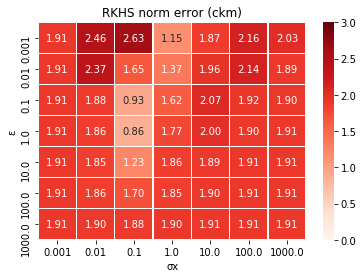 RKHS norm error (ckm)
0.001 1.91 2.46 2.63 1.15 1.87 2.16 2.03
0.01 1.91 2.37 1.65 1.37 1.96 2.14 1.89
0.1 1.91 1.88 0.93 1.62 2.07 1.92 1.90
1.0 1.91 1.86 0.86 1.77 2.00 1.90 1.91
10.0 1.91 1.85 1.23 1.86 1.89 1.91 1.91
100.0 1.91 1.86 1.70 1.85 1.90 1.91 1.91
1000.0 1.91 1.90 1.88 1.90 1.91 1.91 1.91
0.001 0.01 0.1 1.0 10.0 100.0 1000.0
σx
ε
3.0
2.5
2.0
1.5
1.0
0.5
0.0